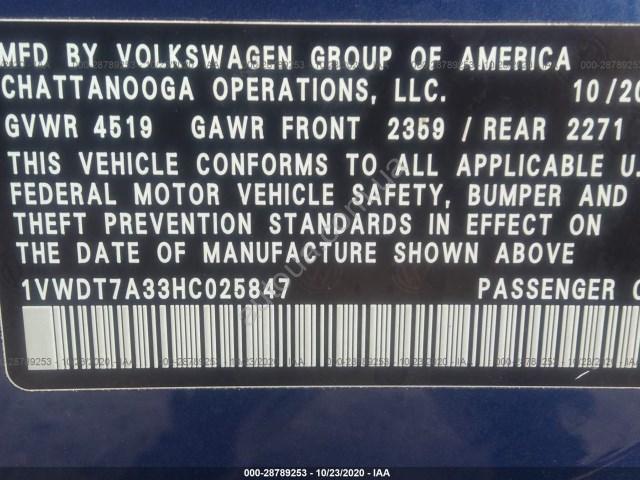 MFD BY VOLKSWAGEN GROUP OF AMERICA
CHATTANOOGA OPERATIONS, LLC. 10/20
GVWR 4519 GAWR FRONT 2359 / REAR 2271
THIS VEHICLE CONFORMS TO ALL APPLICABLE U.
FEDERAL MOTOR VEHICLE SAFETY, BUMPER AND
THEFT PREVENTION STANDARDS IN EFFECT ON
THE DATE OF MANUFACTURE SHOWN ABOVE
1VWDT7A33HC025847 PASSENGER
000-28789253 - 10/23/2020 - IAA